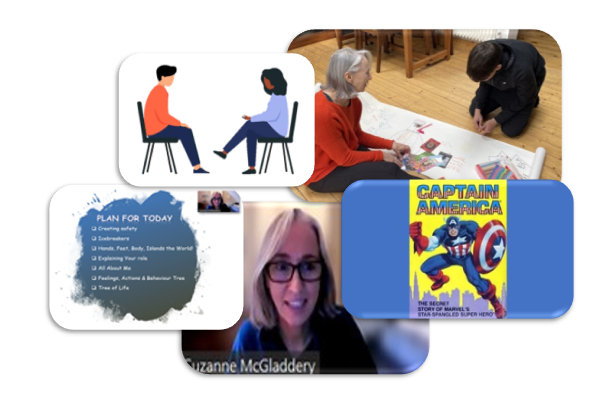 PLAN FOR TODAY
❑ Creating safety
❑ Icebreakers
❑ Hands, Feet, Body, Islands the World!
❑ Explaining Your role
❑ All About Me
❑ Feelings, Actions & Behaviour Tree
❑ Tree of Life
CAPTAIN
AMERICA
THE SECRET
STORY OF MARVEL'S
STAR-SPANGLED SUPER HERO
Suzanne McGladdery